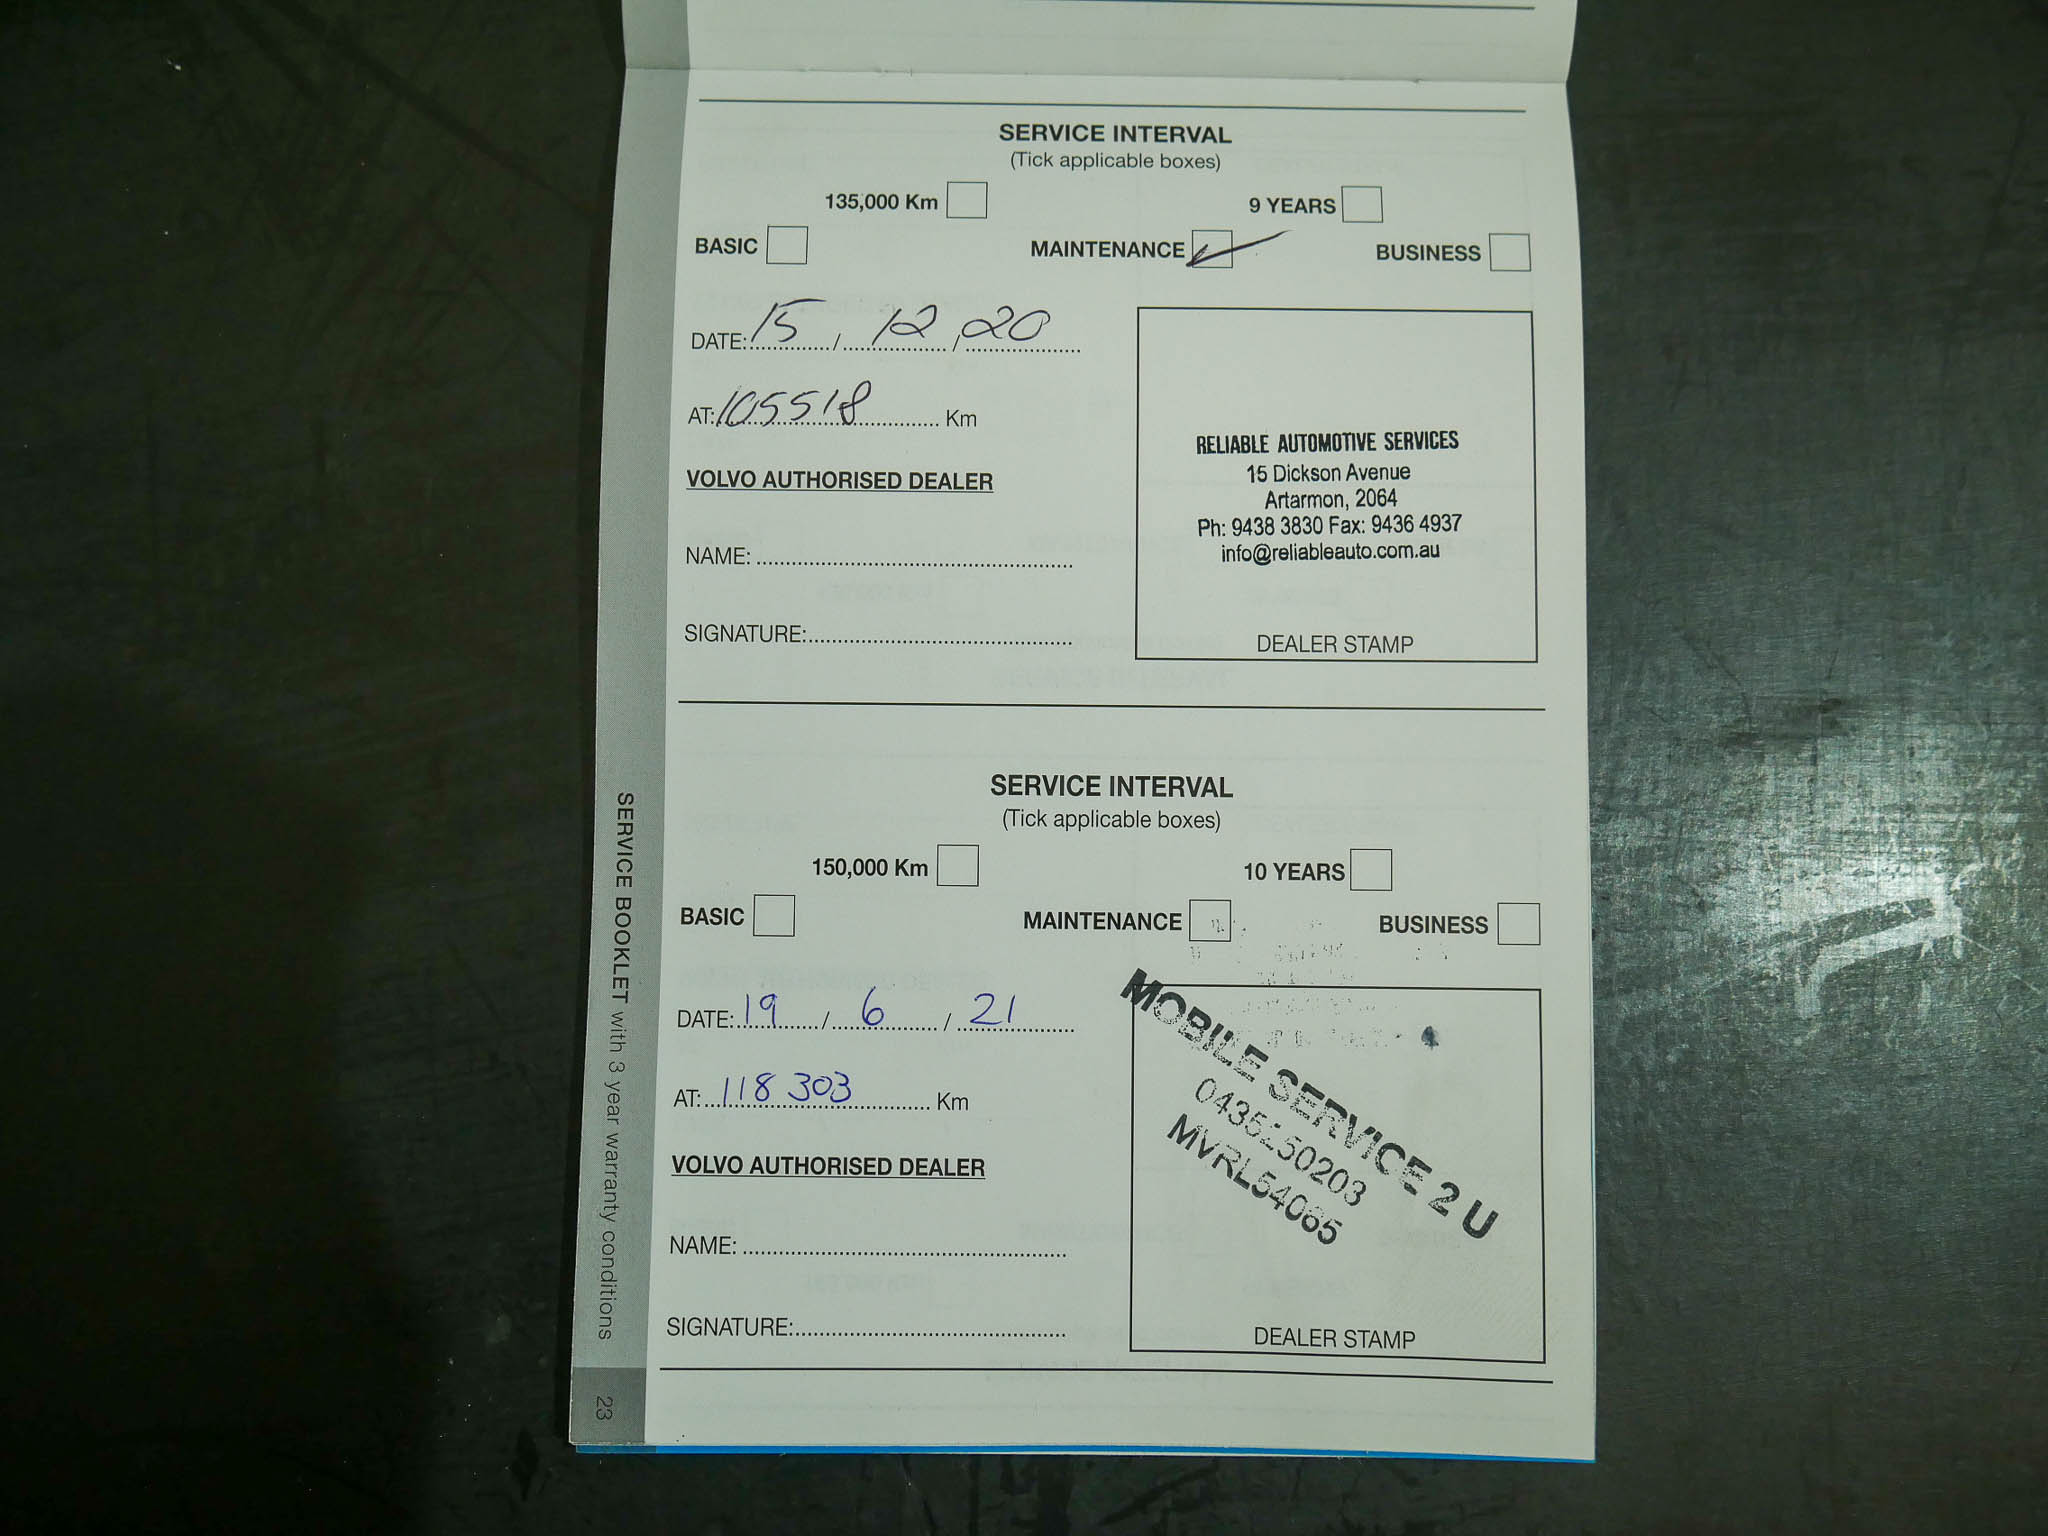 SERVICE INTERVAL
(Tick applicable boxes)
135,000 Km 9 YEARS
BASIC MAINTENANCE BUSINESS
DATE: 15 / 12 / 20
AT: 105518 Km
VOLVO AUTHORISED DEALER
NAME:
SIGNATURE:
RELIABLE AUTOMOTIVE SERVICES
15 Dickson Avenue
Artarmon, 2064
Ph: 9438 3830 Fax: 9436 4937
info@reliableauto.com.au
DEALER STAMP
SERVICE INTERVAL
(Tick applicable boxes)
150,000 Km 10 YEARS
BASIC MAINTENANCE BUSINESS
DATE: 19 / 6 / 21
AT: 118 303 Km
VOLVO AUTHORISED DEALER
NAME:
SIGNATURE:
MOBILE SERVICE 2 U
MVRL54065
DEALER STAMP
SERVICE BOOKLET with 3 year warranty conditions
23